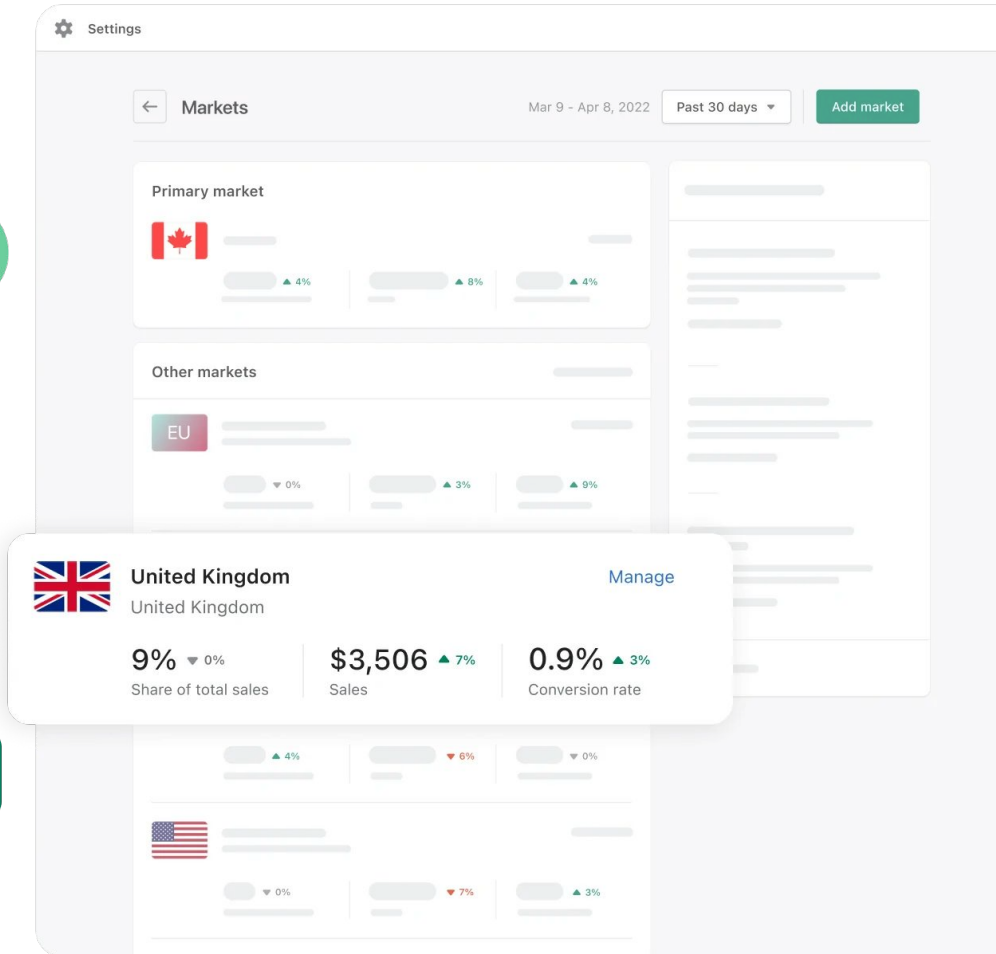 Settings
Markets
Mar 9 - Apr 8, 2022
Past 30 days
Add market
Primary market
4%
8%
4%
Other markets
EU
0%
3%
9%
United Kingdom
Manage
United Kingdom
9% 0%
$3,506 7%
0.9% 3%
Share of total sales
Sales
Conversion rate
4%
6%
0%
0%
7%
3%